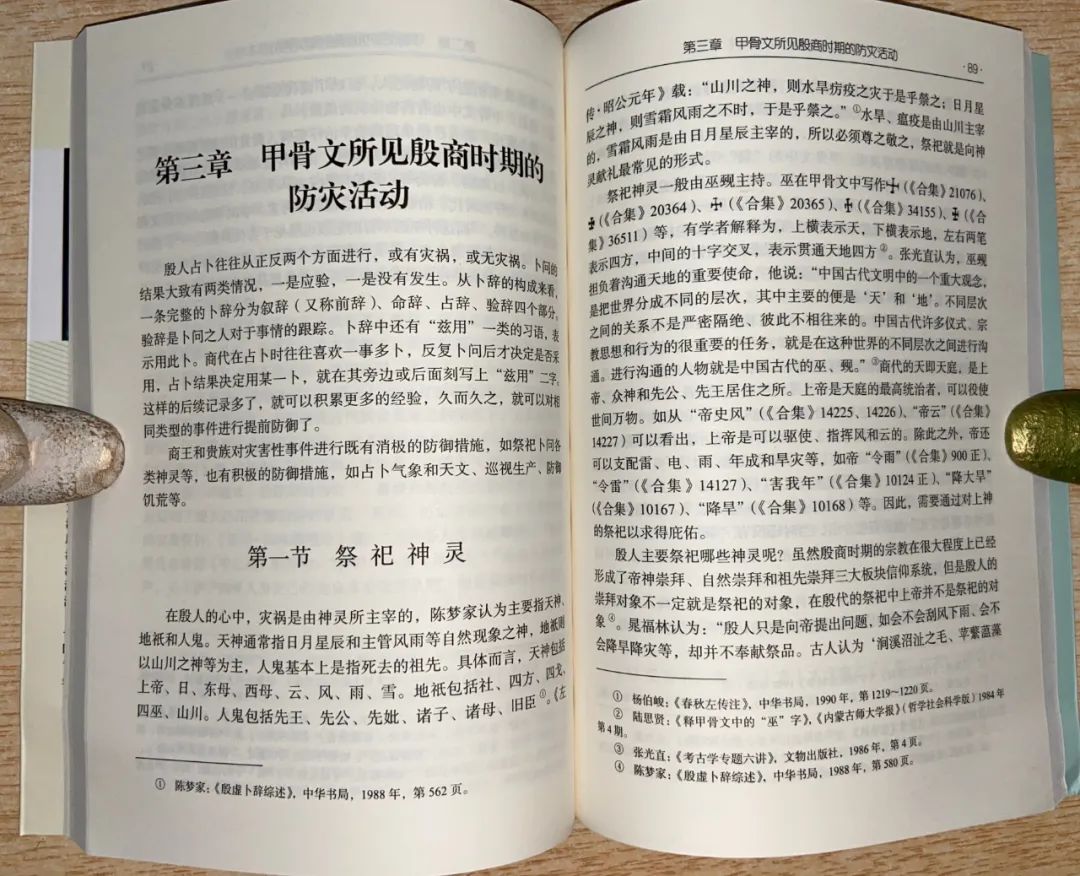 第三章 甲骨文所见殷商时期的
防灾活动
殷人占卜往往从正反两个方面进行，或有灾祸，或无灾祸。卜问的
结果大致有两类情况，一是应验，一是没有发生。从卜辞的构成来看，
一条完整的卜辞分为叙辞（又称前辞）、命辞、占辞、验辞四个部分。
验辞是卜问之人对于事情的跟踪。卜辞中还有“兹用”一类的习语，表
示用此卜。商代在占卜时往往喜欢一事多卜，反复卜问后才决定是否采
用，占卜结果决定用某一卜，就在其旁边或后面刻写上“兹用”二字。
这样的后续记录多了，就可以积累更多的经验，久而久之，就可以对相
同类型的事件进行提前防御了。
商王和贵族对灾害性事件进行既有消极的防御措施，如祭祀卜问各
类神灵等，也有积极的防御措施，如占卜气象和天文、巡视生产、防御
饥荒等。
第一节 祭祀神灵
在殷人的心中，灾祸是由神灵所主宰的，陈梦家认为主要指天神、
地祇和人鬼。天神通常指日月星辰和主管风雨等自然现象之神，地祇则
以山川之神等为主，人鬼基本上是指死去的祖先。具体而言，天神包括
上帝、日、东母、西母、云、风、雨、雪。地祇包括社、四方、四戈、
四巫、山川。人鬼包括先王、先公、先妣、诸子、诸母、旧臣①。《左
① 陈梦家：《殷虚卜辞综述》，中华书局，1988年，第562页。
第三章 甲骨文所见殷商时期的防灾活动
·89·
传·昭公元年》载：“山川之神，则水旱疠疫之灾于是乎禜之；日月星
辰之神，则雪霜风雨之不时，于是乎禜之。”①水旱、瘟疫是由山川主宰
的，雪霜风雨是由日月星辰主宰的，所以必须尊之敬之，祭祀就是向神
灵献礼最常见的形式。
祭祀神灵一般由巫觋主持。巫在甲骨文中写作（《合集》21076）、
（《合集》20364）、（《合集》20365）、（《合集》34155）、（《合
集》36511）等，有学者解释为，上横表示天，下横表示地，左右两笔
表示四方，中间的十字交叉，表示贯通天地四方②。张光直认为，巫觋
担负着沟通天地的重要使命，他说：“中国古代文明中的一个重大观念，
是把世界分成不同的层次，其中主要的便是‘天’和‘地’。不同层次
之间的关系不是严密隔绝、彼此不相往来的。中国古代许多仪式、宗
教思想和行为的很重要的任务，就是在这种世界的不同层次之间进行沟
通。进行沟通的人物就是中国古代的巫、觋。”③商代的天即天庭，是上
帝、众神和先公、先王居住之所。上帝是天庭的最高统治者，可以役使
世间万物。如从“帝史风”（《合集》14225、14226）、“帝云”（《合集》
14227）可以看出，上帝是可以驱使、指挥风和云的。除此之外，帝还
可以支配雷、电、雨、年成和旱灾等，如帝“令雨”（《合集》900正）、
“令雷”（《合集》14127）、“害我年”（《合集》10124正）、“降大旱”
（《合集》10167）、“降旱”（《合集》10168）等。因此，需要通过对上神
的祭祀以求得庇佑。
殷人主要祭祀哪些神灵呢？虽然殷商时期的宗教在很大程度上已经
形成了帝神崇拜、自然崇拜和祖先崇拜三大板块信仰系统，但是殷人的
崇拜对象不一定就是祭祀的对象，在殷代的祭祀中上帝并不是祭祀的对
象④。晁福林认为：“殷人只是向帝提出问题，如会不会刮风下雨、会不
会降旱降灾等，却并不奉献祭品。古人认为‘涧溪沼沚之毛、苹蘩蕰藻
① 杨伯峻：《春秋左传注》，中华书局，1990年，第1219～1220页。
② 陆思贤：《释甲骨文中的“巫”字》，《内蒙古师大学报》（哲学社会科学版）1984年
第4期。
③ 张光直：《考古学专题六讲》，文物出版社，1986年，第4页。
④ 陈梦家：《殷虚卜辞综述》，中华书局，1988年，第580页。